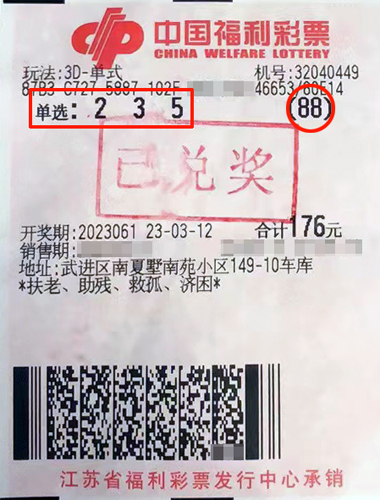 中国福利彩票
CHINA WELFARE LOTTERY
玩法:3D-单式 机号:32040449
87B3 C727 5887 102F 46653/80514
单选: 2 3 5 (88)
已兑奖
开奖期:2023061 23-03-12 合计176元
销售期:
地址:武进区南夏墅南苑小区149-10车库
*扶老、助残、救孤、济困*
江苏省福利彩票发行中心承销